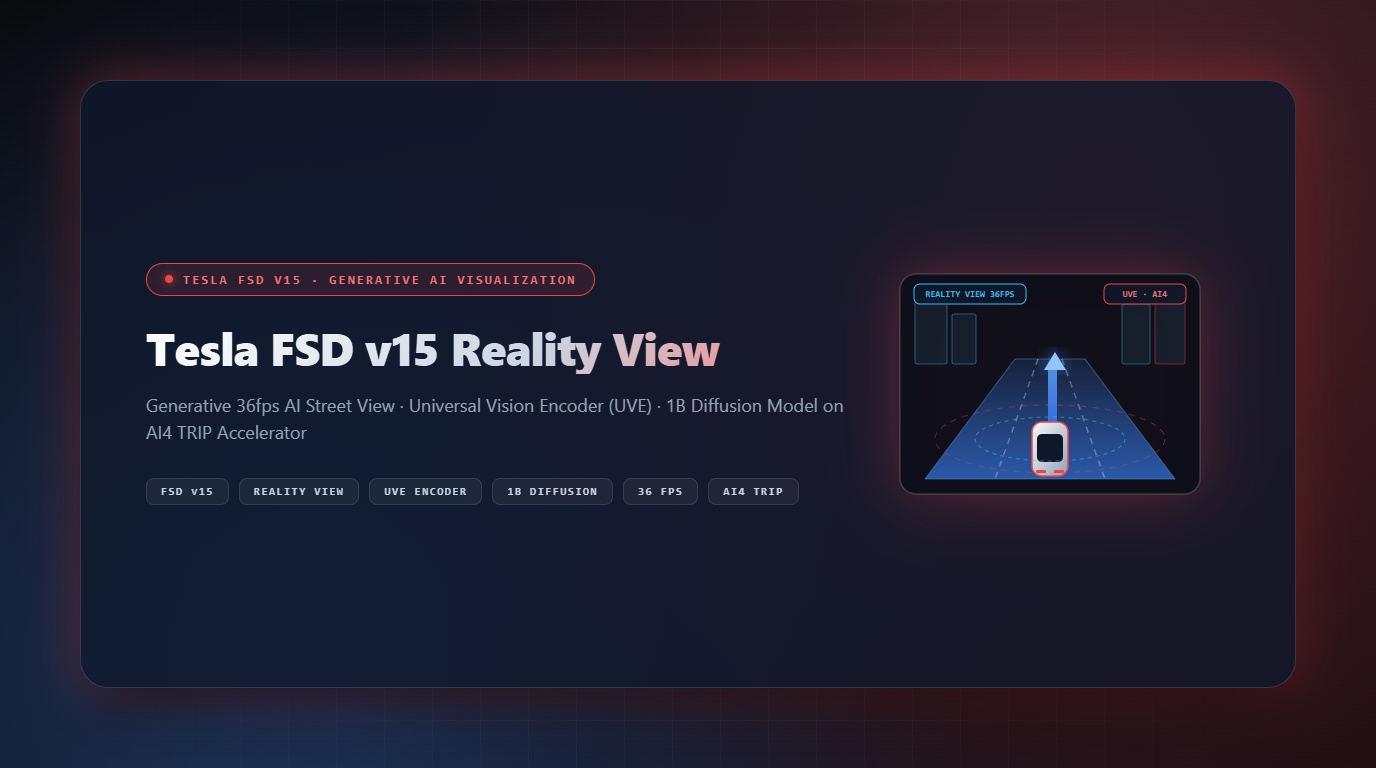 TESLA FSD V15 · GENERATIVE AI VISUALIZATION
Tesla FSD v15 Reality View
Generative 36fps AI Street View · Universal Vision Encoder (UVE) · 1B Diffusion Model on
AI4 TRIP Accelerator
FSD v15
REALITY VIEW
UVE ENCODER
1B DIFFUSION
36 FPS
AI4 TRIP
REALITY VIEW 36FPS
UVE · AI4